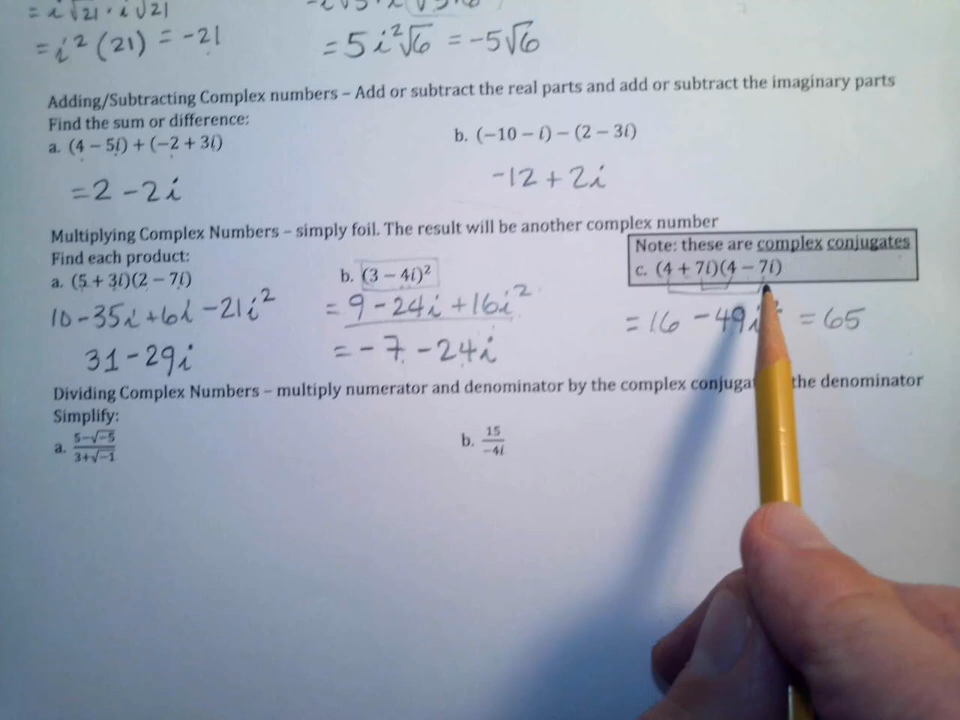 = i √21 · i √21
= i² (21) = -21
= 5 i² √6 = -5√6
Adding/Subtracting Complex numbers – Add or subtract the real parts and add or subtract the imaginary parts
Find the sum or difference:
a. (4 – 5i) + (−2 + 3i)
b. (−10 – i) – (2 – 3i)
= 2 - 2i
-12 + 2i
Multiplying Complex Numbers – simply foil. The result will be another complex number
Find each product:
a. (5 + 3i)(2 – 7i)
b. (3 – 4i)²
Note: these are complex conjugates
c. (4 + 7i)(4 – 7i)
10 - 35i + 6i - 21i²
= 9 - 24i + 16i²
= 16 - 49i² = 65
31 - 29i
= - 7 - 24i
Dividing Complex Numbers – multiply numerator and denominator by the complex the denominator
Simplify:
a. 5−√−5
3+√−1
b. 15
−4i